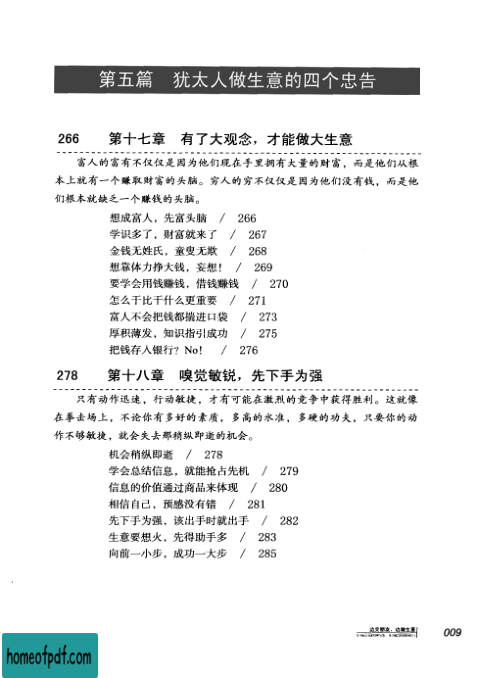 第五篇 犹太人做生意的四个忠告
266 第十七章 有了大观念，才能做大生意
富人的富有不仅仅是因为他们现在手里拥有大量的财富，而是他们从根
本上就有一个赚取财富的头脑。穷人的穷不仅仅是因为他们没有钱，而是他
们根本就缺乏一个赚钱的头脑。
想成富人，先富头脑 / 266
学识多了，财富就来了 / 267
金钱无姓氏，童叟无欺 / 268
想靠体力挣大钱，妄想！ / 269
要学会用钱赚钱，借钱赚钱 / 270
怎么干比干什么更重要 / 271
富人不会把钱都揣进口袋 / 273
厚积薄发，知识指引成功 / 275
把钱存入银行？No！ / 276
278 第十八章 嗅觉敏锐，先下手为强
只有动作迅速，行动敏捷，才有可能在激烈的竞争中获得胜利。这就像
在拳击场上，不论你有多好的素质，多高的水准，多硬的功夫，只要你的动
作不够敏捷，就会失去那稍纵即逝的机会。
机会稍纵即逝 / 278
学会总结信息，就能抢占先机 / 279
信息的价值通过商品来体现 / 280
相信自己，预感没有错 / 281
先下手为强，该出手时就出手 / 282
生意要想火，先得助手多 / 283
向前一小步，成功一大步 / 285
边交朋友，边做生意
009
homeofpdf.com